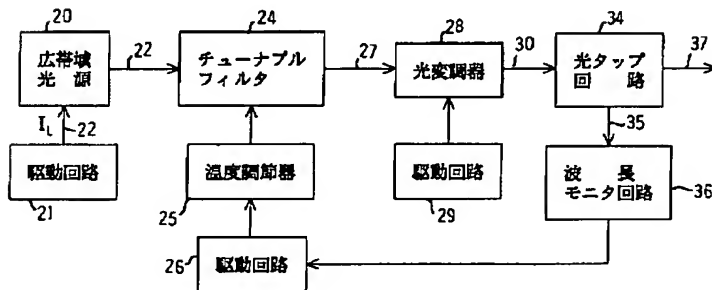 20
広帯域
光 源
22
24
チューナブル
フィルタ
27
28
光変調器
30
34
光タップ
回 路
37
I_L
22
35
駆動回路
21
温度調節器
25
駆動回路
29
波 長
モニタ回路
36
26
駆動回路